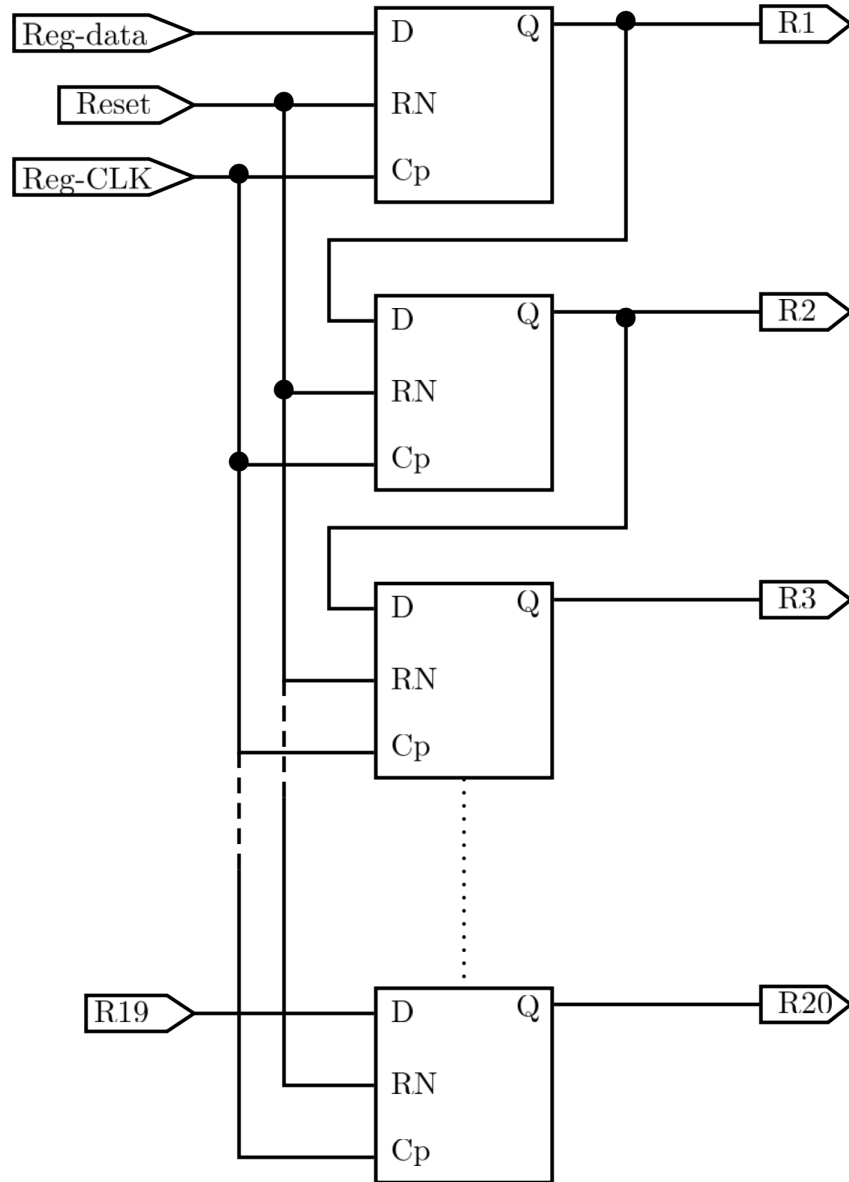 Reg-data
D
Q
R1
Reset
RN
Reg-CLK
Cp
D
Q
R2
RN
Cp
D
Q
R3
RN
Cp
R19
D
Q
R20
RN
Cp